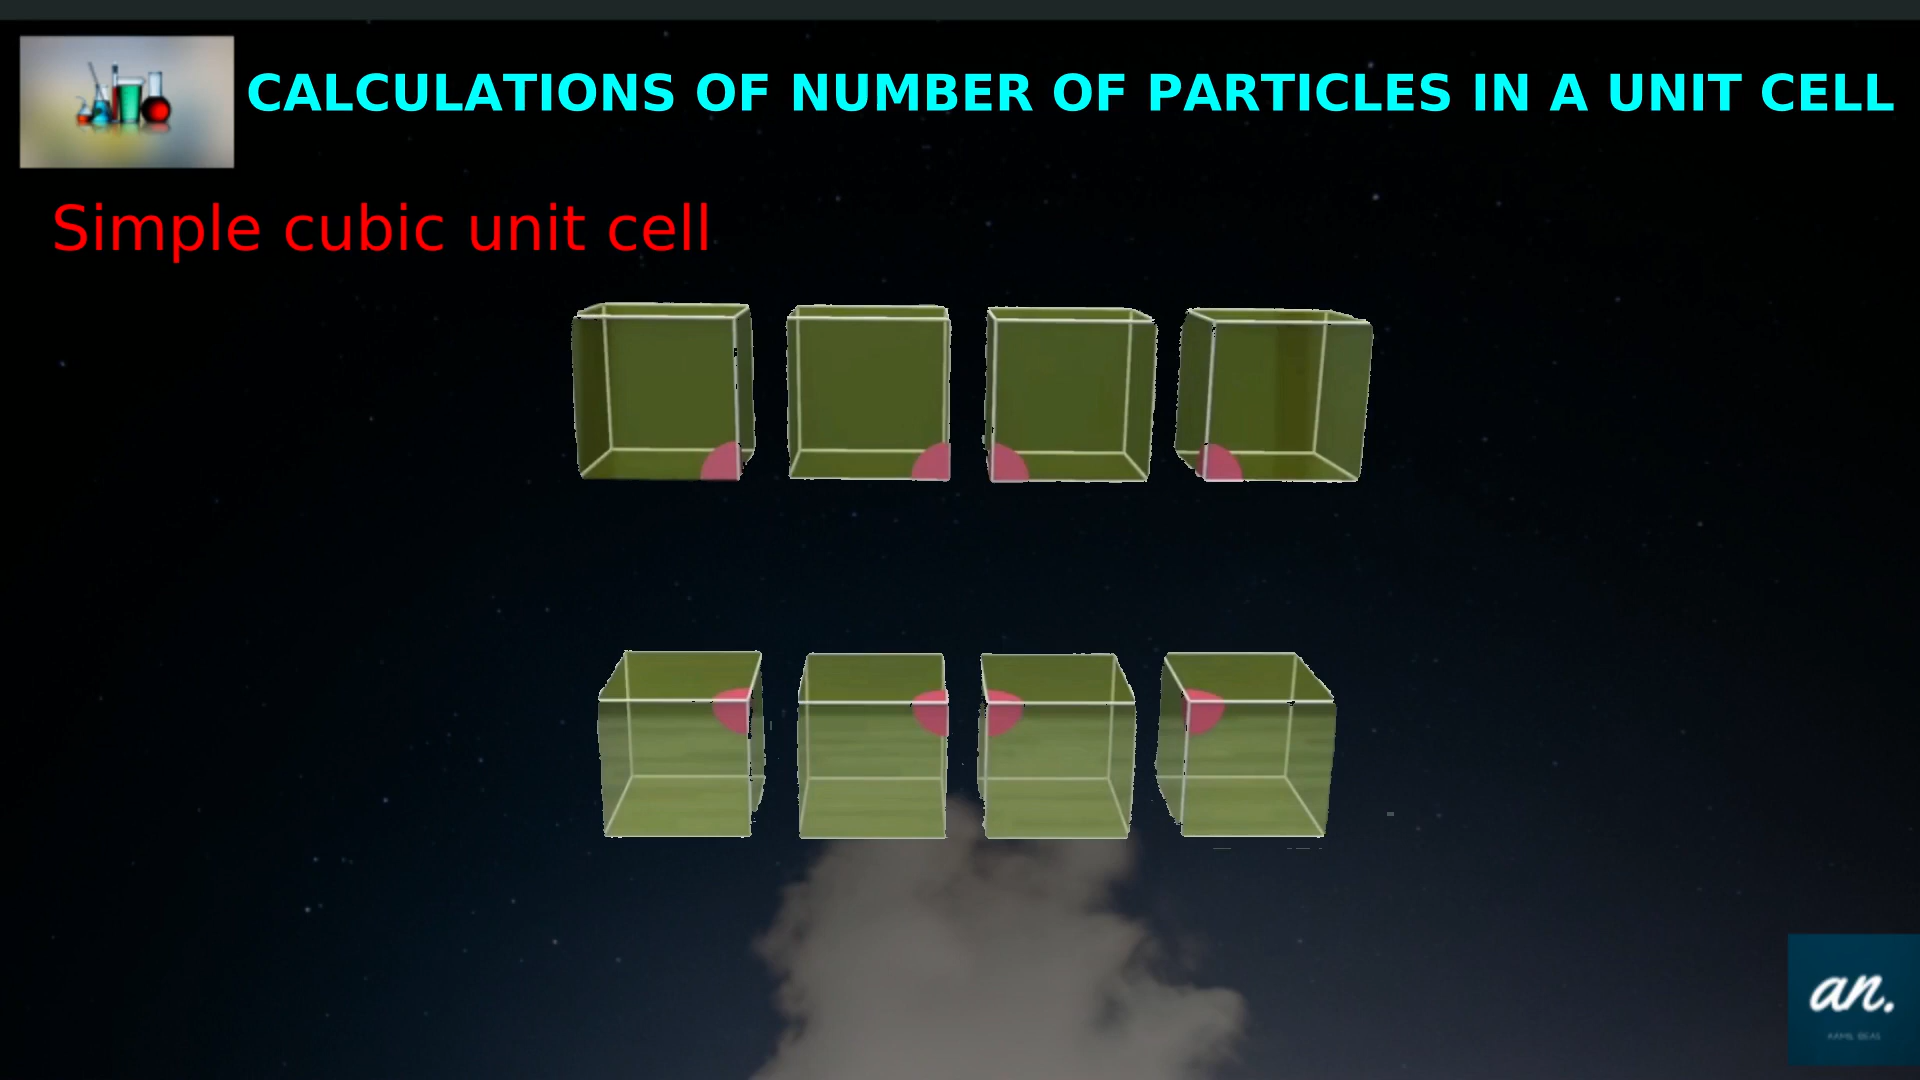 CALCULATIONS OF NUMBER OF PARTICLES IN A UNIT CELL
Simple cubic unit cell
an.